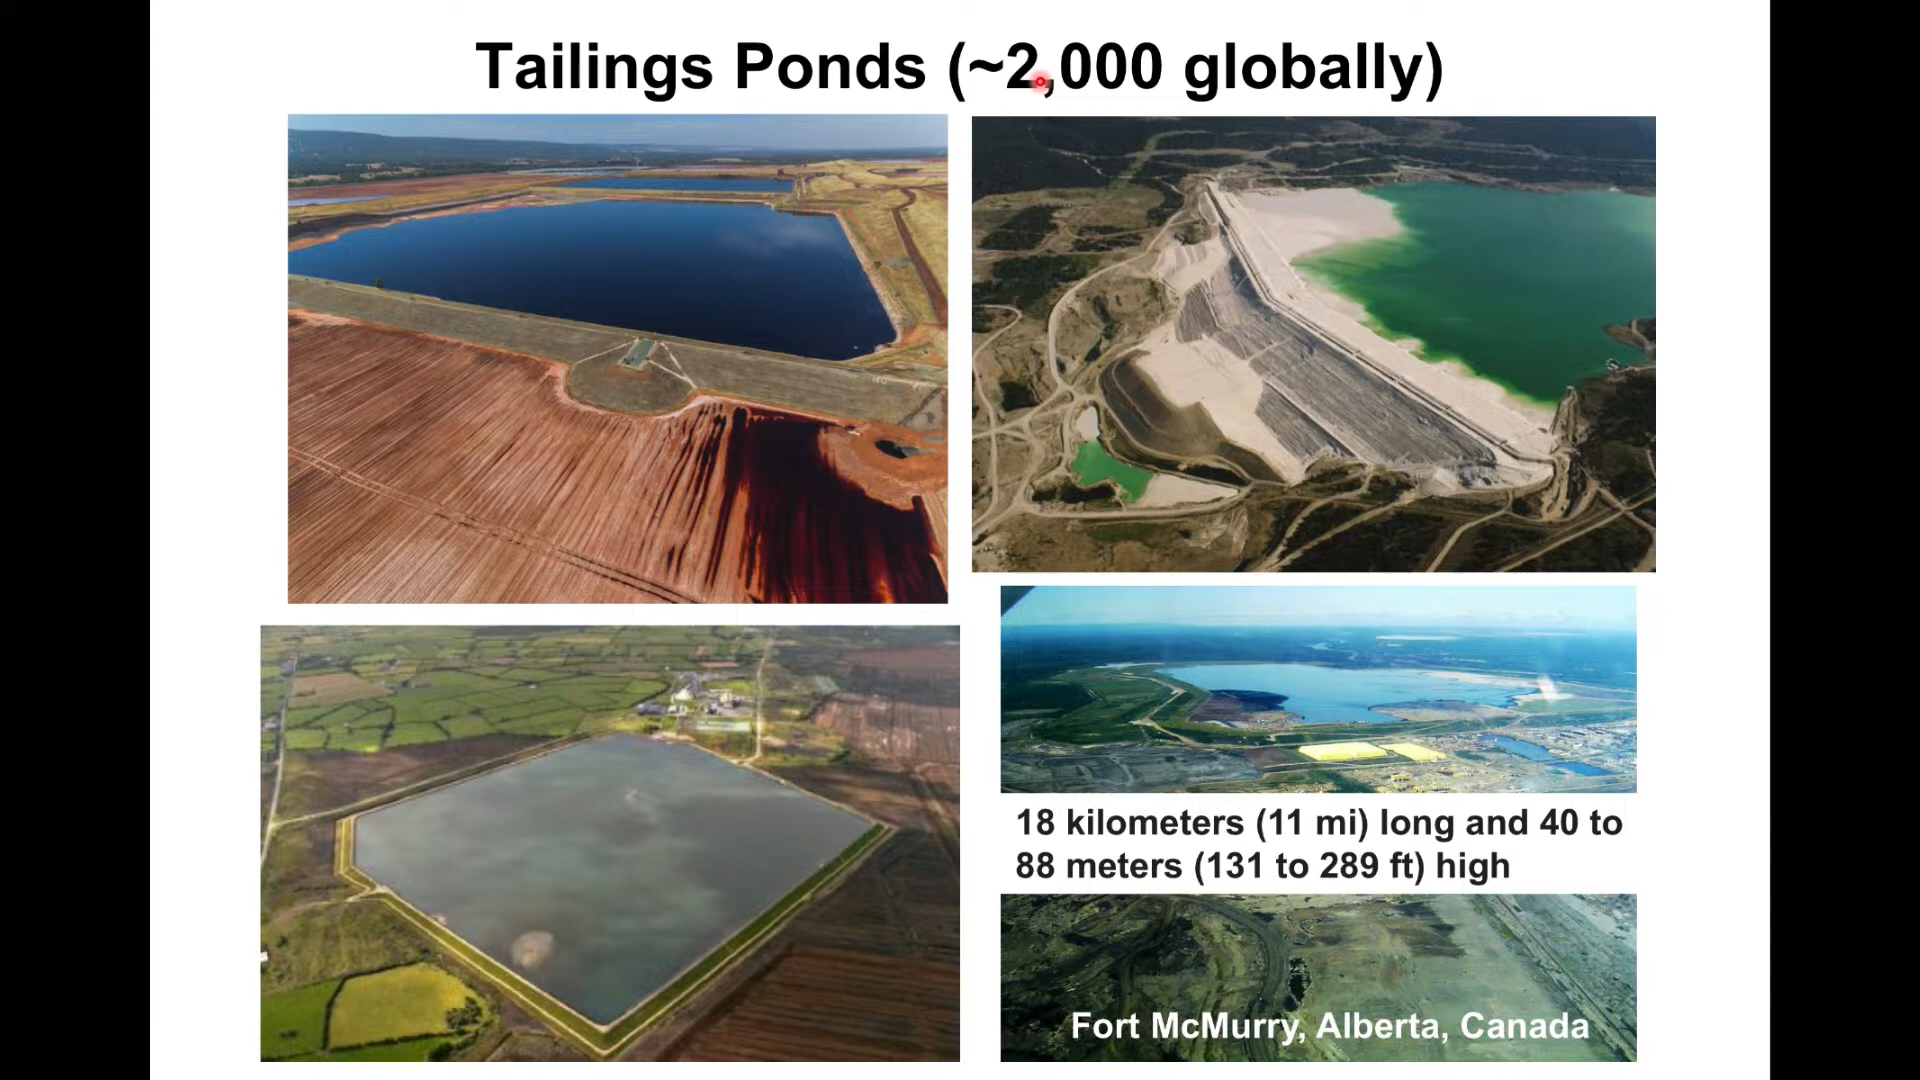 Tailings Ponds (~2,000 globally)
18 kilometers (11 mi) long and 40 to
88 meters (131 to 289 ft) high
Fort McMurry, Alberta, Canada